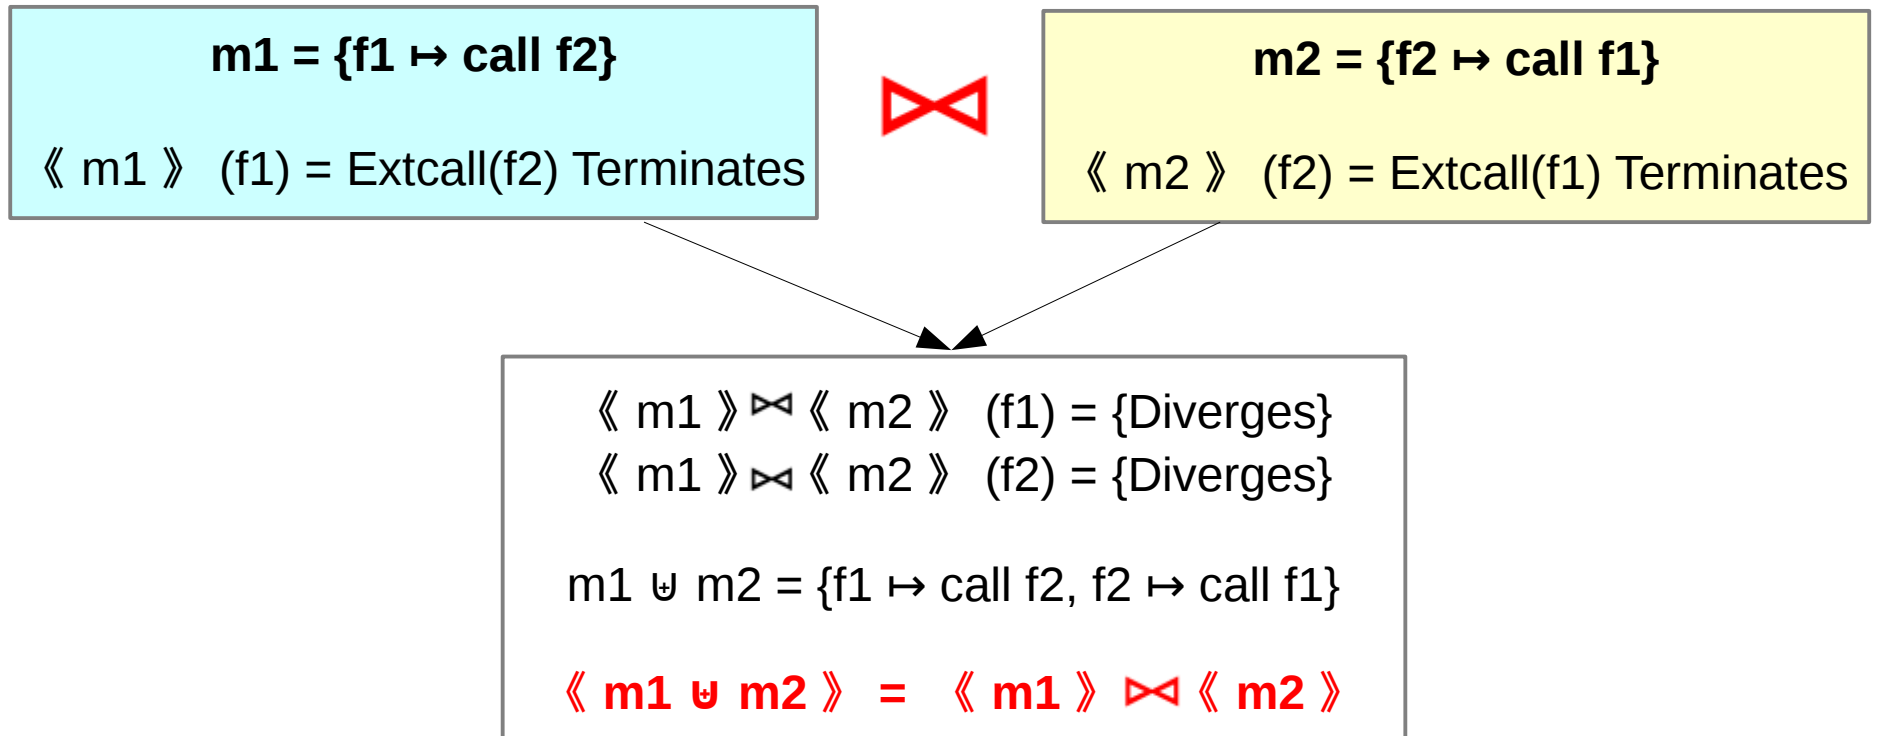 m1 = {f1 ↦ call f2}
《 m1 》 (f1) = Extcall(f2) Terminates
⋈
m2 = {f2 ↦ call f1}
《 m2 》 (f2) = Extcall(f1) Terminates
《 m1 》⋈《 m2 》 (f1) = {Diverges}
《 m1 》⋈《 m2 》 (f2) = {Diverges}
m1 ⊎ m2 = {f1 ↦ call f2, f2 ↦ call f1}
《 m1 ⊎ m2 》 = 《 m1 》⋈《 m2 》